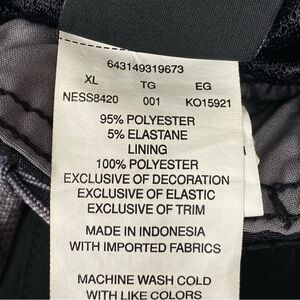 643149319673
XL TG EG
NESS8420 001 KO15921
95% POLYESTER
5% ELASTANE
LINING
100% POLYESTER
EXCLUSIVE OF DECORATION
EXCLUSIVE OF ELASTIC
EXCLUSIVE OF TRIM
MADE IN INDONESIA
WITH IMPORTED FABRICS
MACHINE WASH COLD
WITH LIKE COLORS